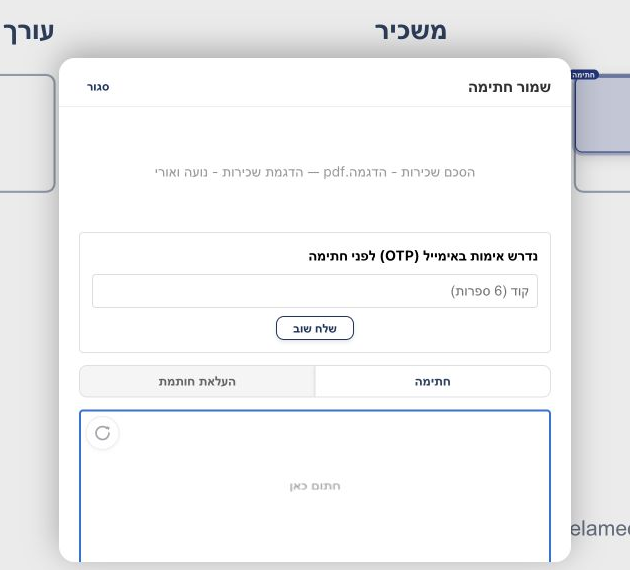 משכיר
עורך
חתימה
שמור חתימה
סגור
הסכם שכירות - הדגמה.pdf — הדגמת שכירות - נועה ואורי
נדרש אימות באימייל (OTP) לפני חתימה
קוד (6 ספרות)
שלח שוב
חתימה
העלאת חותמת
חתום כאן